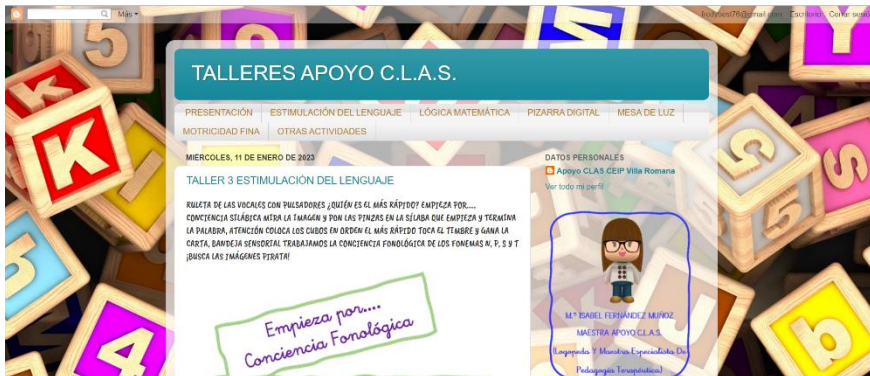 Más
Escritorio Cerrar sesión
TALLERES APOYO C.L.A.S.
PRESENTACIÓN ESTIMULACIÓN DEL LENGUAJE LÓGICA MATEMÁTICA PIZARRA DIGITAL MESA DE LUZ
MOTRICIDAD FINA OTRAS ACTIVIDADES
MIÉRCOLES, 11 DE ENERO DE 2023
TALLER 3 ESTIMULACIÓN DEL LENGUAJE
RULETA DE LAS VOCALES CON PULSADORES ¿QUIÉN ES EL MÁS RÁPIDO? EMPIEZA POR....
CONCIENCIA SILÁBICA MIRA LA IMAGEN Y PON LAS PINZAS EN LA SÍLABA QUE EMPIEZA Y TERMINA
LA PALABRA, ATENCIÓN COLOCA LOS CUBOS EN ORDEN EL MÁS RÁPIDO TOCA EL TIMBRE Y GANA LA
CARTA, BANDEJA SENSORIAL TRABAJAMOS LA CONCIENCIA FONOLÓGICA DE LOS FONEMAS N, P, S Y T
¡BUSCA LAS IMÁGENES PIRATA!
Empieza por....
Conciencia Fonológica
DATOS PERSONALES
Apoyo CLAS CEIP Villa Romana
Ver todo mi perfil
M.ª ISABEL FERNÁNDEZ MUÑOZ
MAESTRA APOYO C.L.A.S.
(Logopeda Y Maestra Especialista De
Pedagogía Terapéutica)